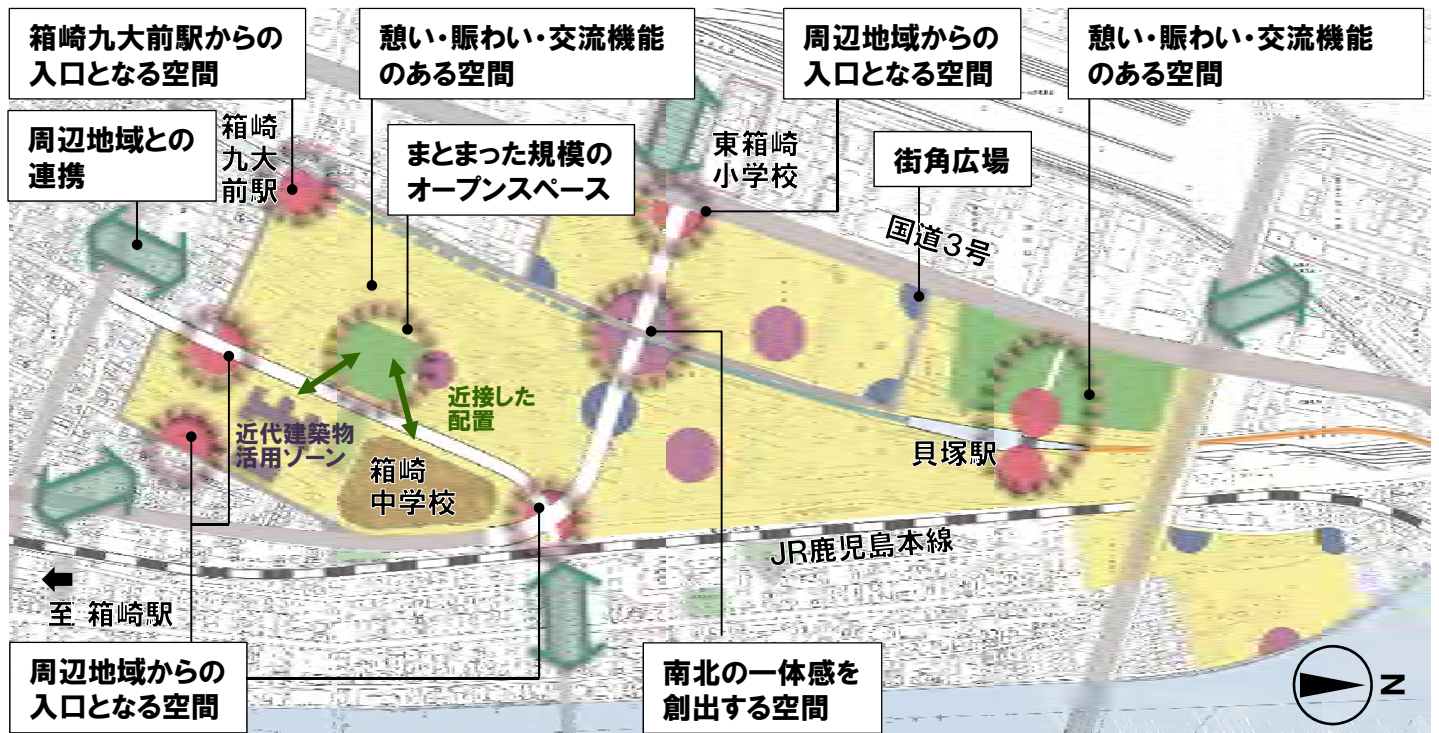 箱崎九大前駅からの
入口となる空間
憩い・賑わい・交流機能
のある空間
周辺地域からの
入口となる空間
憩い・賑わい・交流機能
のある空間
周辺地域との
連携
箱崎
九大
前駅
まとまった規模の
オープンスペース
東箱崎
小学校
街角広場
国道3号
近接した
配置
近代建築物
活用ゾーン
箱崎
中学校
貝塚駅
JR鹿児島本線
至 箱崎駅
周辺地域からの
入口となる空間
南北の一体感を
創出する空間
N